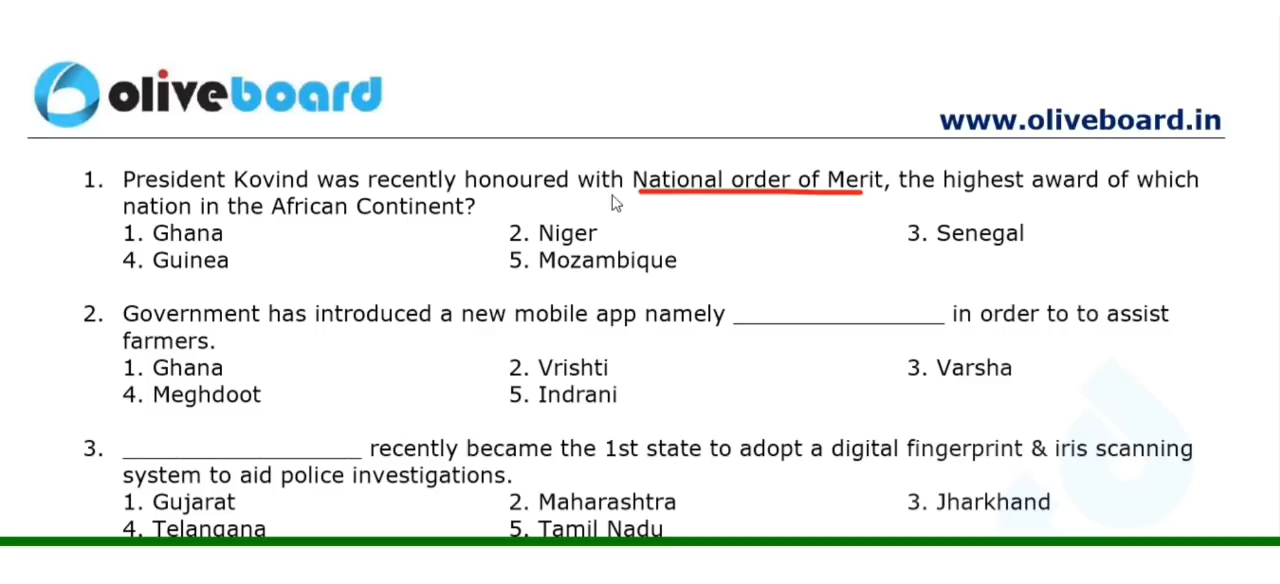 oliveboard
www.oliveboard.in
1. President Kovind was recently honoured with National order of Merit, the highest award of which
nation in the African Continent?
1. Ghana 2. Niger 3. Senegal
4. Guinea 5. Mozambique
2. Government has introduced a new mobile app namely _________________ in order to to assist
farmers.
1. Ghana 2. Vrishti 3. Varsha
4. Meghdoot 5. Indrani
3. ___________________ recently became the 1st state to adopt a digital fingerprint & iris scanning
system to aid police investigations.
1. Gujarat 2. Maharashtra 3. Jharkhand
4. Telangana 5. Tamil Nadu